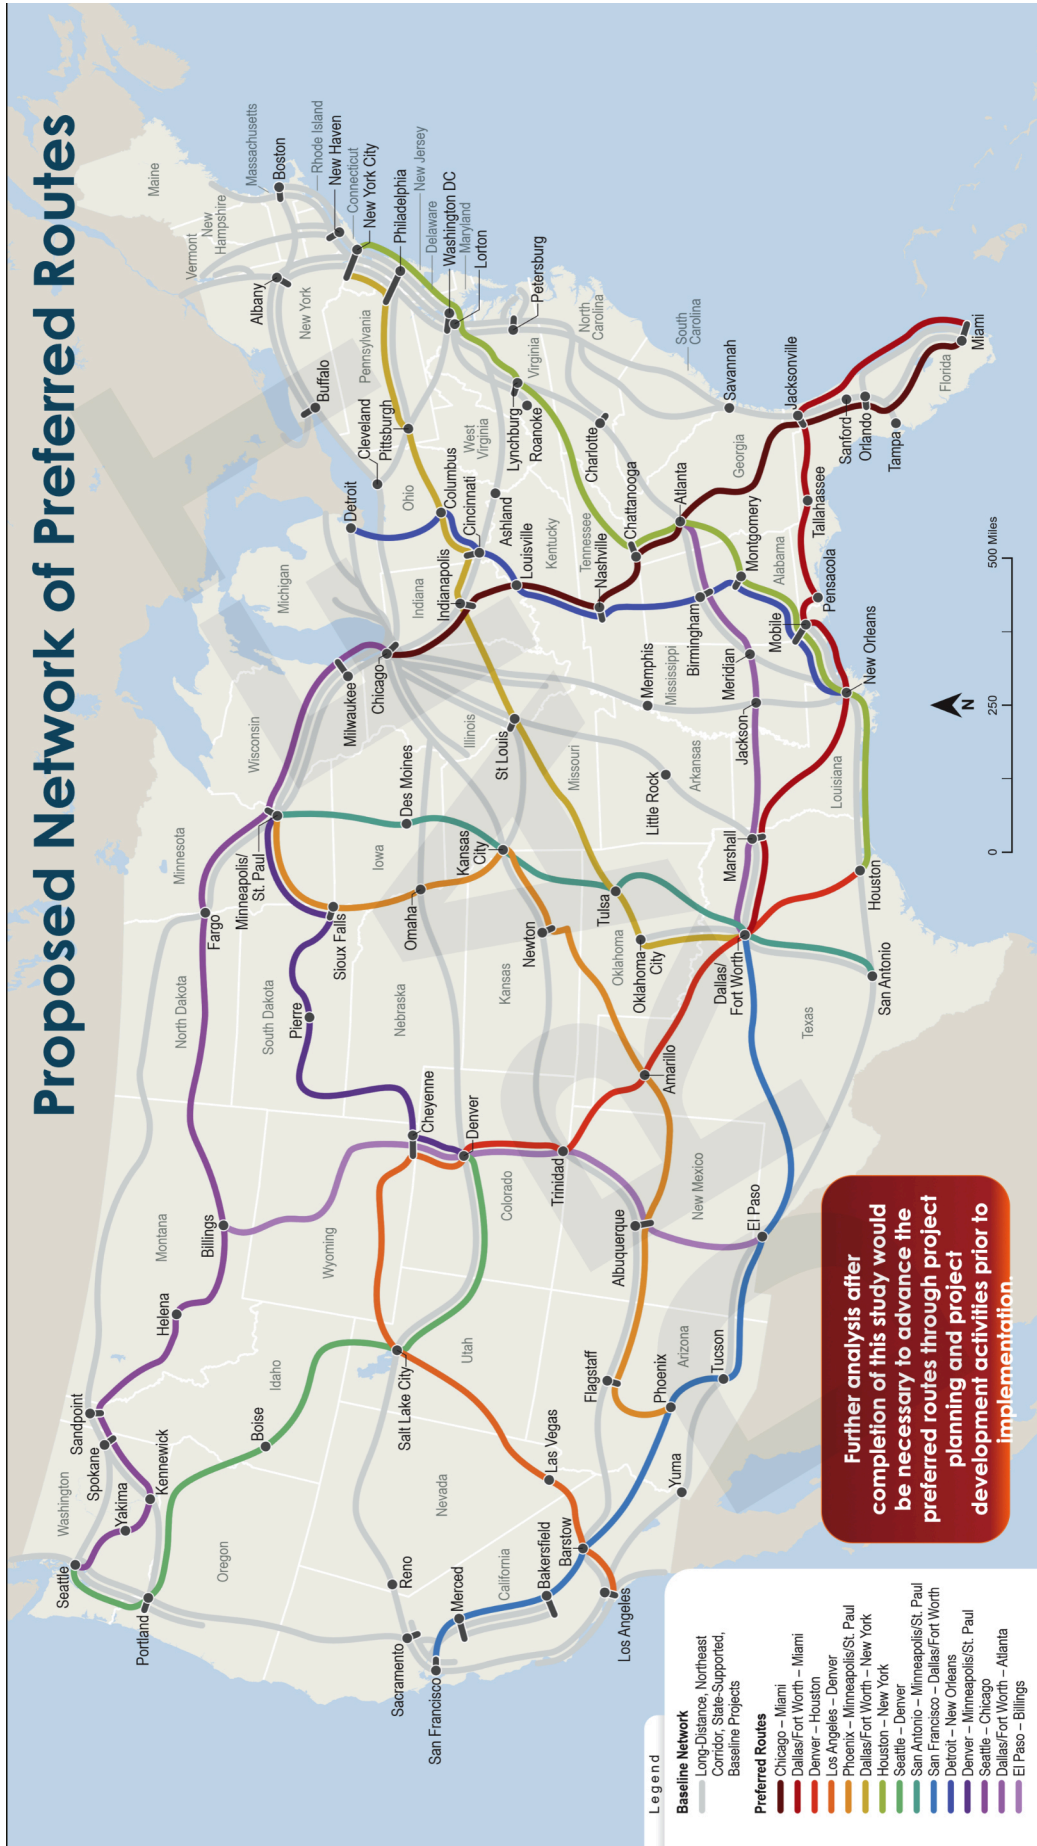 Proposed Network of Preferred Routes
Maine
Vermont
New
Hampshire
Massachusetts
Boston
Rhode Island
New Haven
Connecticut
New York City
Philadelphia
New Jersey
Delaware
Maryland
Washington DC
Lorton
Petersburg
Albany
New York
Buffalo
Pennsylvania
Cleveland
Pittsburgh
Detroit
Michigan
Ohio
Columbus
Cincinnati
West
Virginia
Virginia
Lynchburg
Roanoke
North
Carolina
Charlotte
South
Carolina
Savannah
Ashland
Kentucky
Louisville
Indianapolis
Indiana
Tennessee
Nashville
Chattanooga
Atlanta
Georgia
Jacksonville
Sanford
Orlando
Tampa
Florida
Miami
Tallahassee
Pensacola
Montgomery
Alabama
Birmingham
Mobile
New Orleans
Meridian
Mississippi
Memphis
Jackson
Chicago
Milwaukee
Wisconsin
Illinois
St Louis
Missouri
Little Rock
Arkansas
Louisiana
Marshall
Houston
San Antonio
Dallas/
Fort Worth
Texas
Minnesota
Minneapolis/
St. Paul
Des Moines
Iowa
Kansas
City
Omaha
Sioux Falls
Fargo
North Dakota
South Dakota
Pierre
Nebraska
Kansas
Newton
Tulsa
Oklahoma
Oklahoma
City
Amarillo
Cheyenne
Denver
Colorado
Trinidad
New Mexico
Albuquerque
El Paso
Montana
Billings
Helena
Wyoming
Idaho
Boise
Utah
Salt Lake City
Arizona
Flagstaff
Phoenix
Tucson
Yuma
Las Vegas
Nevada
Reno
Washington
Sandpoint
Spokane
Yakima
Kennewick
Seattle
Portland
Oregon
California
Sacramento
San Francisco
Merced
Bakersfield
Barstow
Los Angeles
N
0
250
500 Miles
Further analysis after
completion of this study would
be necessary to advance the
preferred routes through project
planning and project
development activities prior to
implementation.
Legend
Baseline Network
Long-Distance, Northeast
Corridor, State-Supported,
Baseline Projects
Preferred Routes
Chicago – Miami
Dallas/Fort Worth – Miami
Denver – Houston
Los Angeles – Denver
Phoenix – Minneapolis/St. Paul
Dallas/Fort Worth – New York
Houston – New York
Seattle – Denver
San Antonio – Minneapolis/St. Paul
San Francisco – Dallas/Fort Worth
Detroit – New Orleans
Denver – Minneapolis/St. Paul
Seattle – Chicago
Dallas/Fort Worth – Atlanta
El Paso – Billings
DRAFT